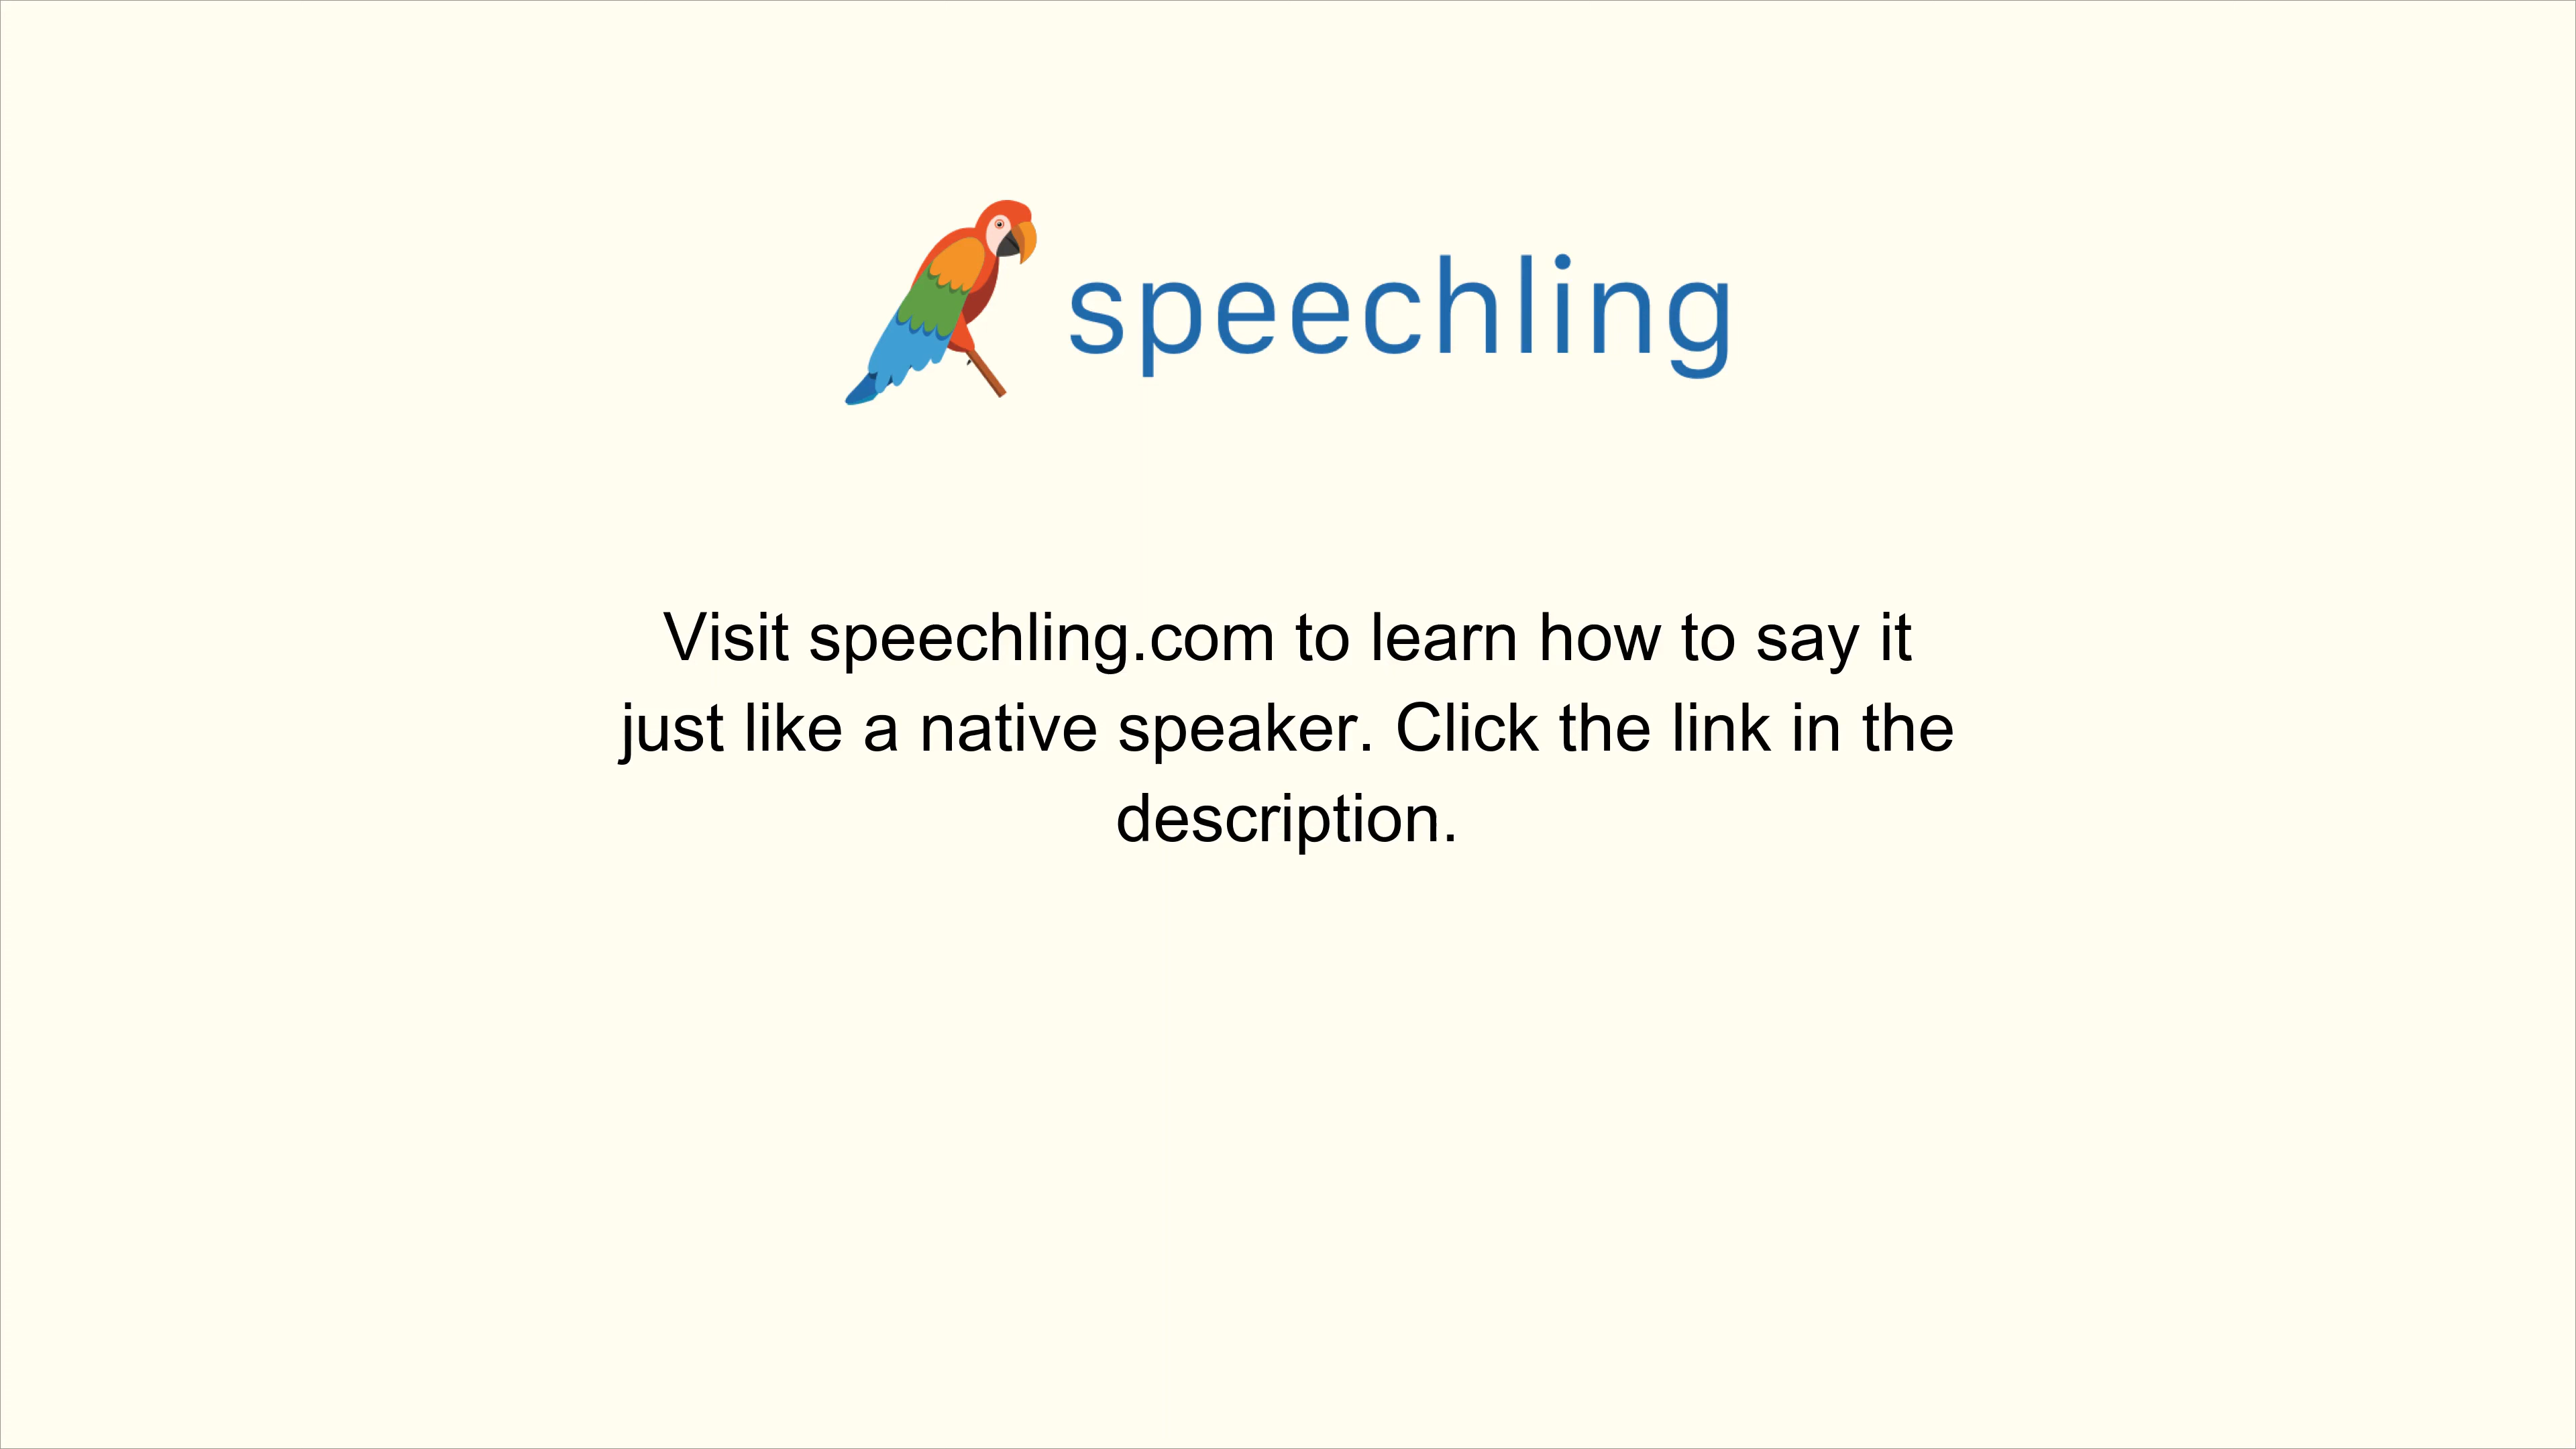 speechling
Visit speechling.com to learn how to say it
just like a native speaker. Click the link in the
description.